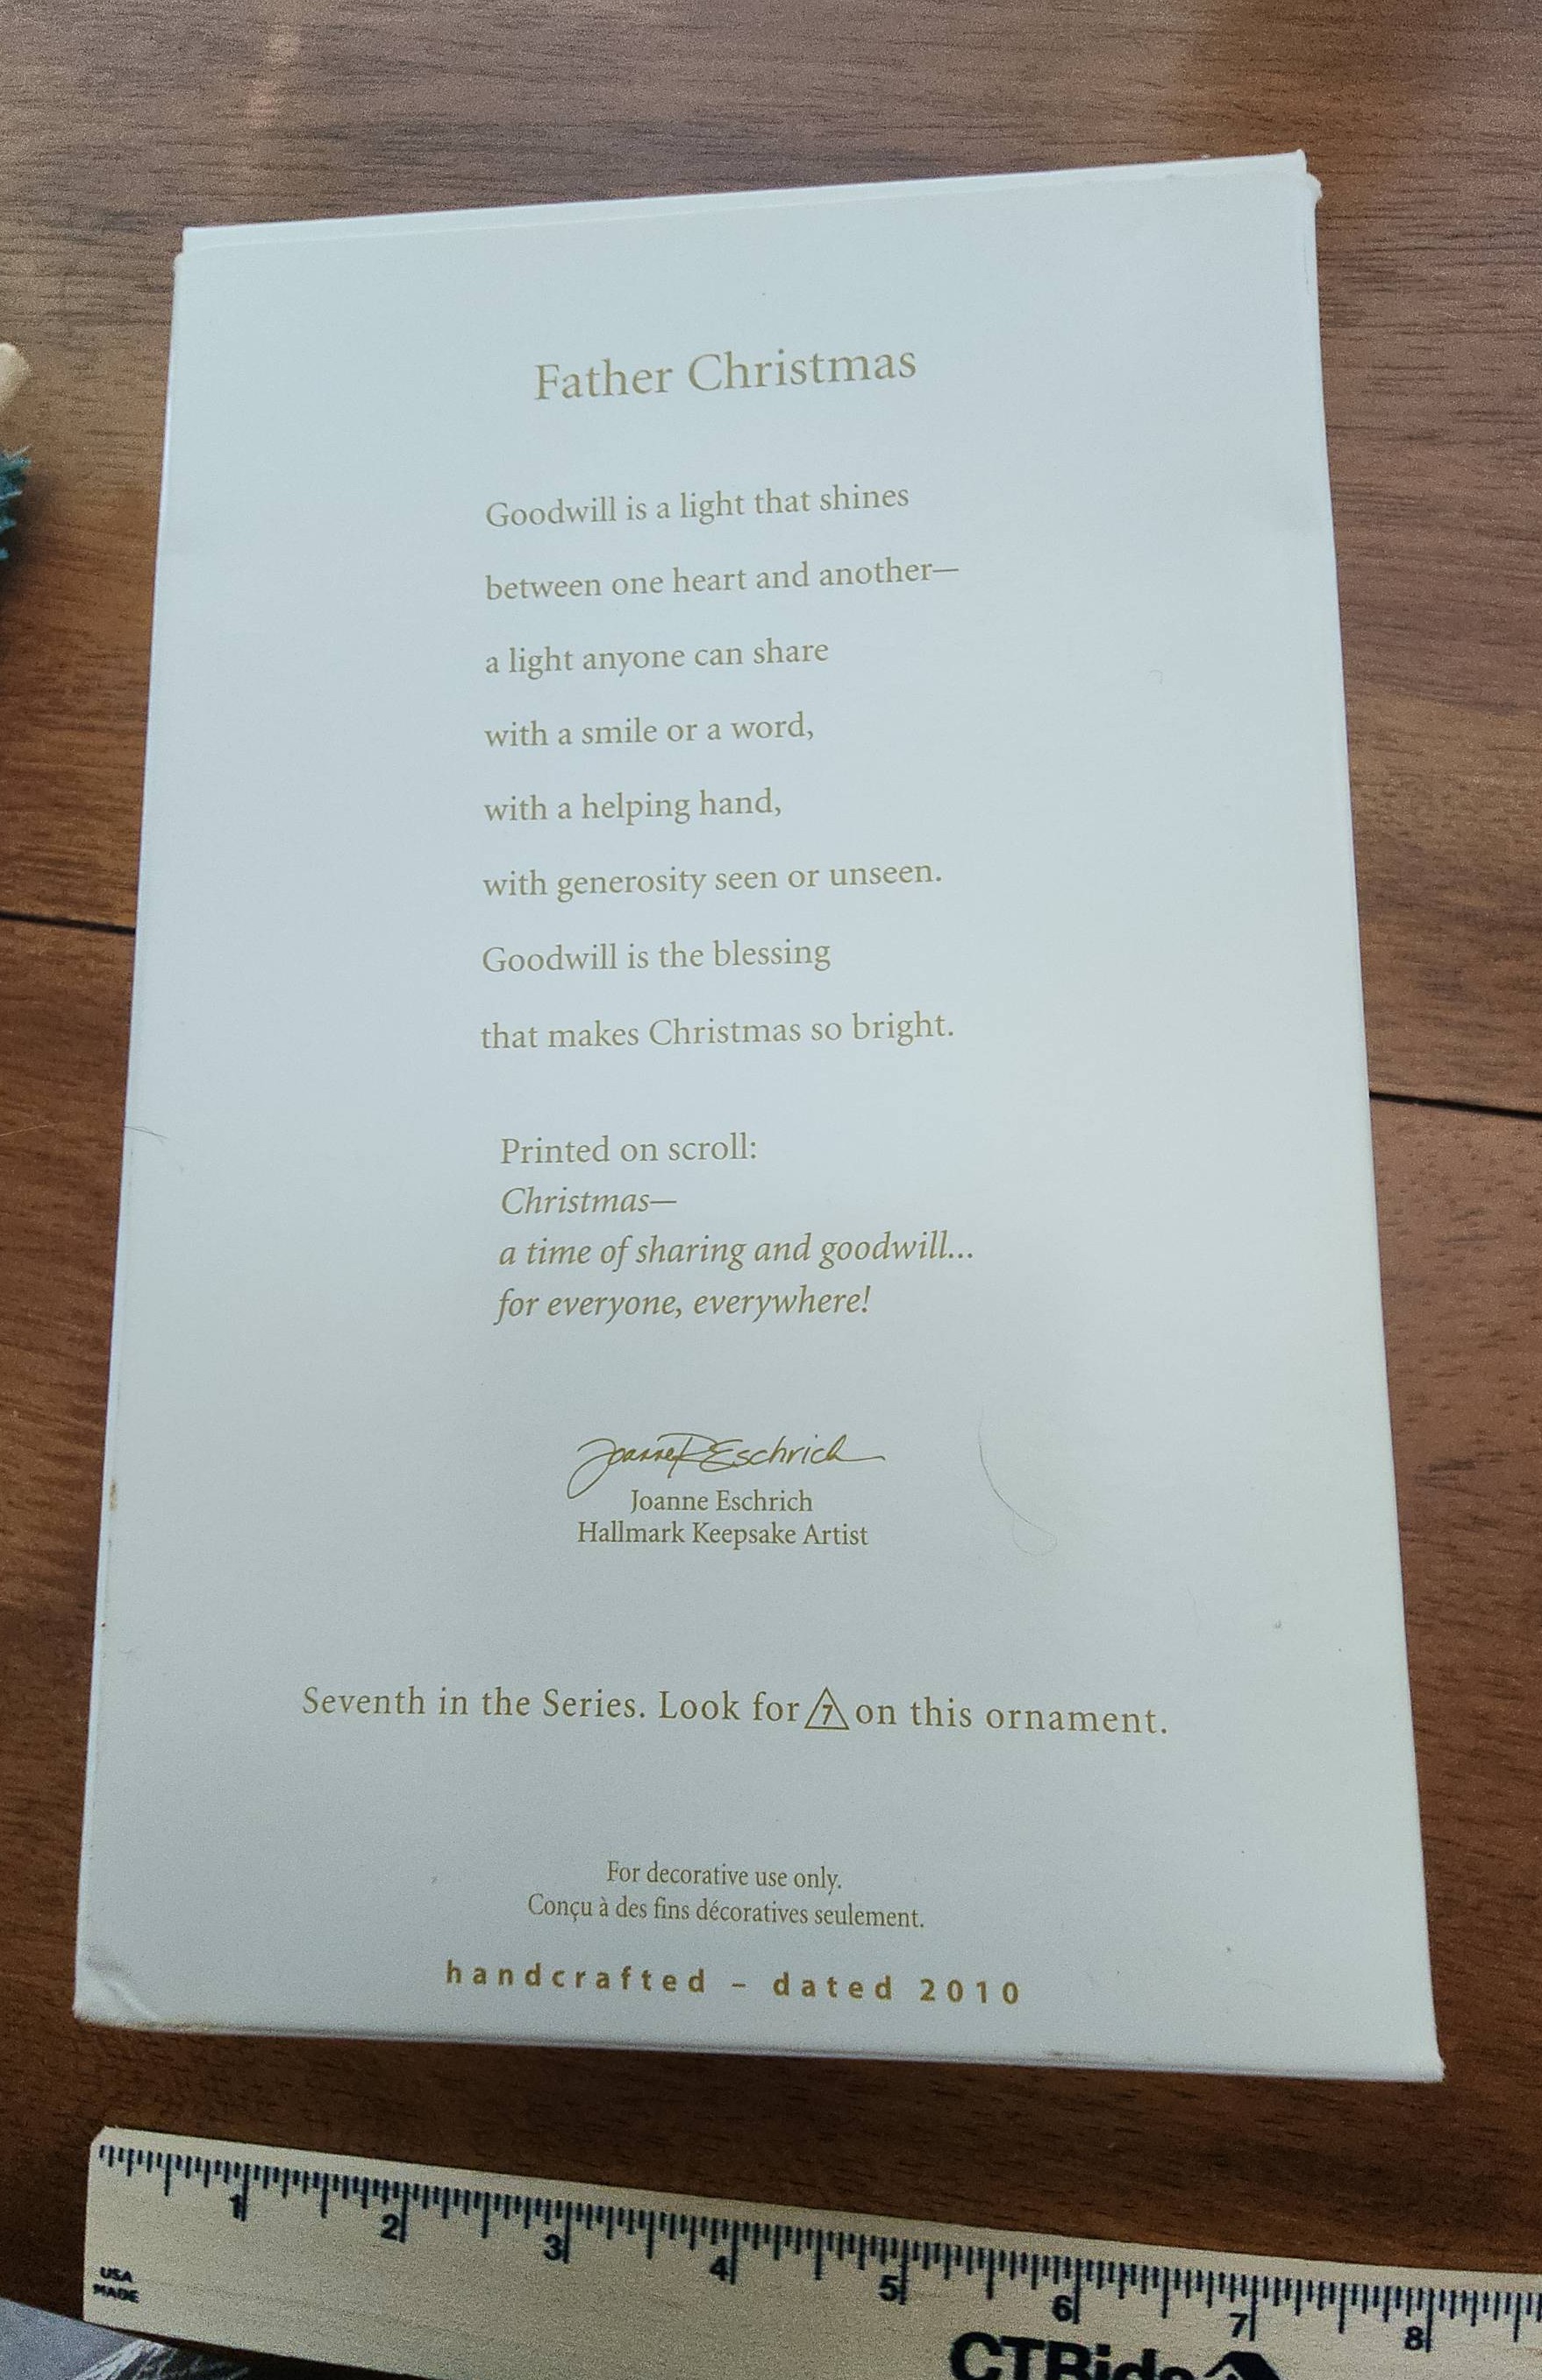 Father Christmas
Goodwill is a light that shines
between one heart and another—
a light anyone can share
with a smile or a word,
with a helping hand,
with generosity seen or unseen.
Goodwill is the blessing
that makes Christmas so bright.
Printed on scroll:
Christmas—
a time of sharing and goodwill...
for everyone, everywhere!
Joanne R Eschrich
Joanne Eschrich
Hallmark Keepsake Artist
Seventh in the Series. Look for 7 on this ornament.
For decorative use only.
Conçu à des fins décoratives seulement.
handcrafted – dated 2010
1 2 3 4 5 6 7 8
USA
MADE
CTRide